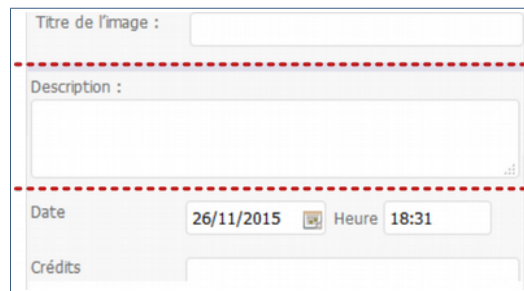 Titre de l'image :
Description :
Date 26/11/2015 Heure 18:31
Crédits